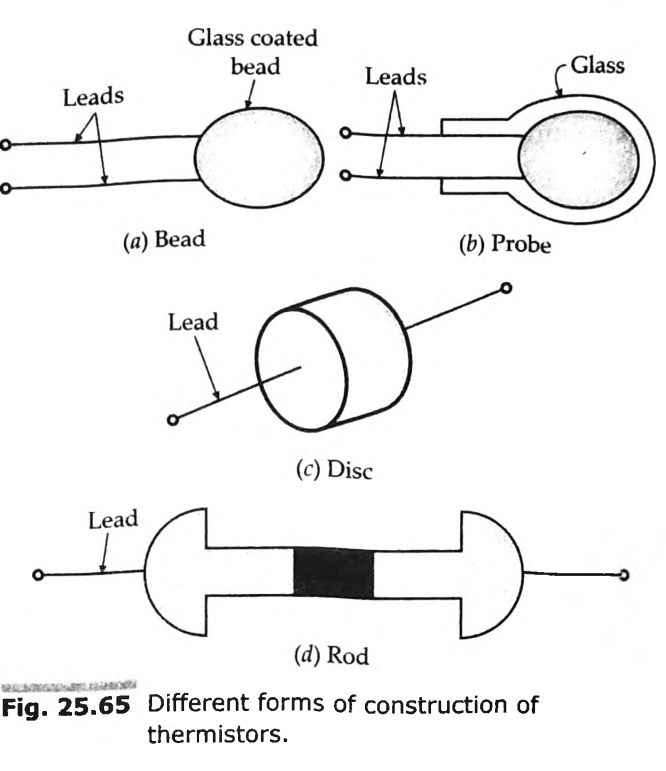 Glass coated
bead
Leads
Leads
Glass
(a) Bead
(b) Probe
Lead
(c) Disc
Lead
(d) Rod
Fig. 25.65 Different forms of construction of
thermistors.